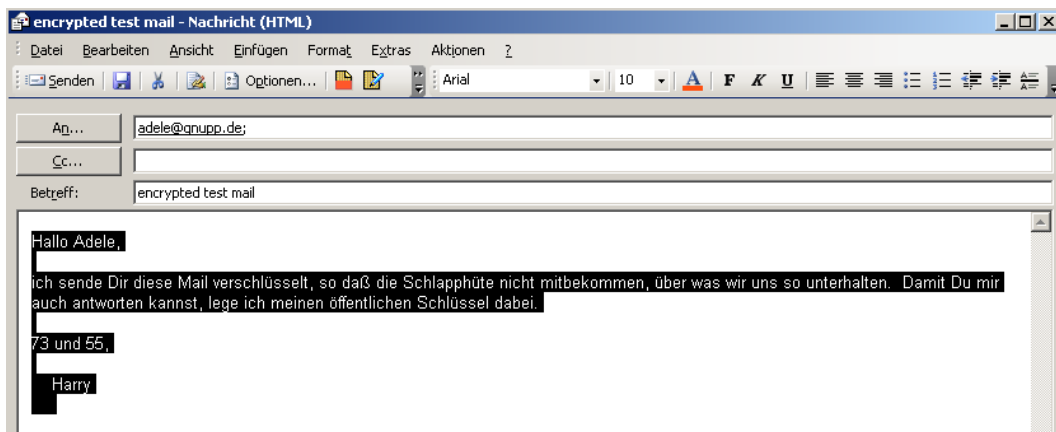 encrypted test mail - Nachricht (HTML)
Datei Bearbeiten Ansicht Einfügen Format Extras Aktionen ?
Senden Optionen... Arial 10 A F K U
An... adele@gnupp.de;
Cc...
Betreff: encrypted test mail
Hallo Adele,
ich sende Dir diese Mail verschlüsselt, so daß die Schlapphüte nicht mitbekommen, über was wir uns so unterhalten. Damit Du mir
auch antworten kannst, lege ich meinen öffentlichen Schlüssel dabei.
73 und 55,
Harry